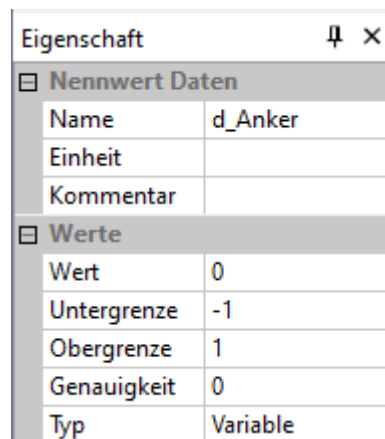 Eigenschaft
Nennwert Daten
Name d_Anker
Einheit
Kommentar
Werte
Wert 0
Untergrenze -1
Obergrenze 1
Genauigkeit 0
Typ Variable